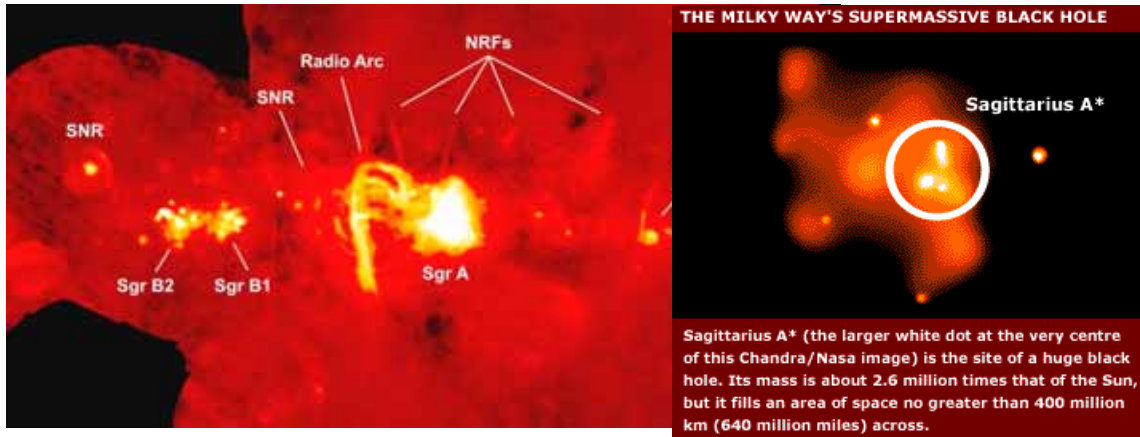 NRFs
Radio Arc
SNR
SNR
Sgr B2
Sgr B1
Sgr A
THE MILKY WAY'S SUPERMASSIVE BLACK HOLE
Sagittarius A*
Sagittarius A* (the larger white dot at the very centre
of this Chandra/Nasa image) is the site of a huge black
hole. Its mass is about 2.6 million times that of the Sun,
but it fills an area of space no greater than 400 million
km (640 million miles) across.